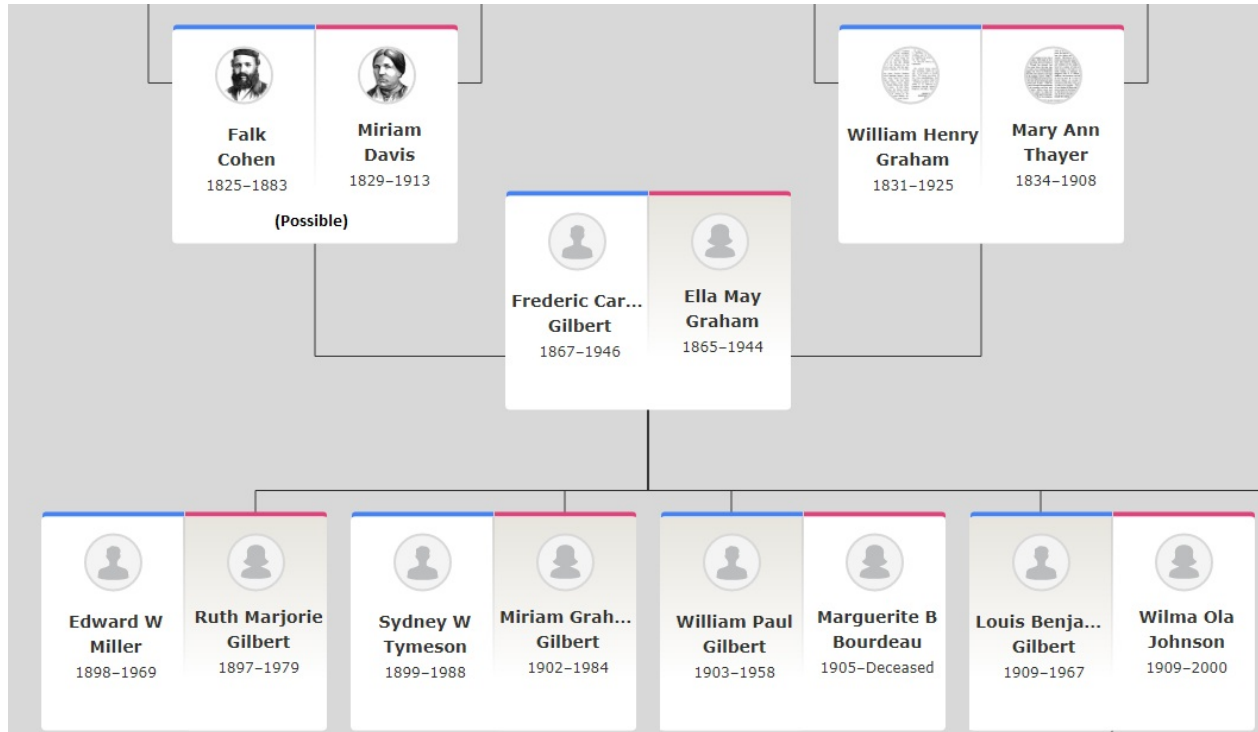 Falk
Cohen
1825–1883
Miriam
Davis
1829–1913
(Possible)
William Henry
Graham
1831–1925
Mary Ann
Thayer
1834–1908
Frederic Car...
Gilbert
1867–1946
Ella May
Graham
1865–1944
Edward W
Miller
1898–1969
Ruth Marjorie
Gilbert
1897–1979
Sydney W
Tymeson
1899–1988
Miriam Grah...
Gilbert
1902–1984
William Paul
Gilbert
1903–1958
Marguerite B
Bourdeau
1905–Deceased
Louis Benja...
Gilbert
1909–1967
Wilma Ola
Johnson
1909–2000